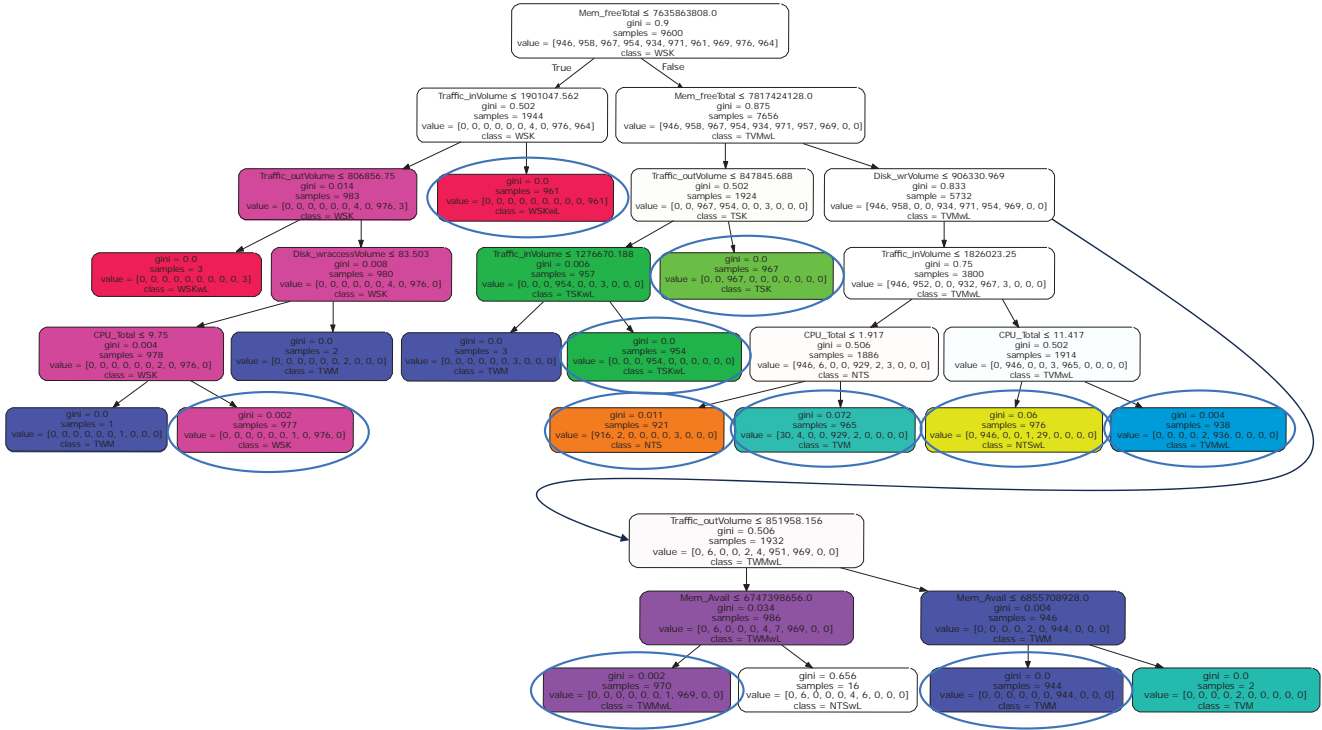 Mem_freeTotal ≤ 7635863808.0
gini = 0.9
samples = 9600
value = [946, 958, 967, 954, 934, 971, 961, 969, 976, 964]
class = WSK
True
False
Traffic_inVolume ≤ 1901047.562
gini = 0.502
samples = 1944
value = [0, 0, 0, 0, 0, 0, 4, 0, 976, 964]
class = WSK
Mem_freeTotal ≤ 7817424128.0
gini = 0.875
samples = 7656
value = [946, 958, 967, 954, 934, 971, 957, 969, 0, 0]
class = TVMwL
Traffic_outVolume ≤ 806856.75
gini = 0.014
samples = 983
value = [0, 0, 0, 0, 0, 0, 4, 0, 976, 3]
class = WSK
gini = 0.0
samples = 961
value = [0, 0, 0, 0, 0, 0, 0, 0, 0, 961]
class = WSKwL
Traffic_outVolume ≤ 847845.688
gini = 0.502
samples = 1924
value = [0, 0, 967, 954, 0, 0, 3, 0, 0, 0]
class = TSK
Disk_wrVolume ≤ 906330.969
gini = 0.833
samples = 5732
value = [946, 958, 0, 0, 934, 971, 954, 969, 0, 0]
class = TVMwL
gini = 0.0
samples = 3
value = [0, 0, 0, 0, 0, 0, 0, 0, 0, 3]
class = WSKwL
Disk_wraccessVolume ≤ 83.503
gini = 0.008
samples = 980
value = [0, 0, 0, 0, 0, 0, 4, 0, 976, 0]
class = WSK
Traffic_inVolume ≤ 1276670.188
gini = 0.006
samples = 957
value = [0, 0, 0, 954, 0, 0, 3, 0, 0, 0]
class = TSKwL
gini = 0.0
samples = 967
value = [0, 0, 967, 0, 0, 0, 0, 0, 0, 0]
class = TSK
Traffic_inVolume ≤ 1826023.25
gini = 0.75
samples = 3800
value = [946, 952, 0, 0, 932, 967, 3, 0, 0, 0]
class = TVMwL
CPU_Total ≤ 9.75
gini = 0.004
samples = 978
value = [0, 0, 0, 0, 0, 0, 2, 0, 976, 0]
class = WSK
gini = 0.0
samples = 2
value = [0, 0, 0, 0, 0, 0, 2, 0, 0, 0]
class = TWM
gini = 0.0
samples = 3
value = [0, 0, 0, 0, 0, 0, 3, 0, 0, 0]
class = TWM
gini = 0.0
samples = 954
value = [0, 0, 0, 954, 0, 0, 0, 0, 0, 0]
class = TSKwL
CPU_Total ≤ 1.917
gini = 0.506
samples = 1886
value = [946, 6, 0, 0, 929, 2, 3, 0, 0, 0]
class = NTS
CPU_Total ≤ 11.417
gini = 0.502
samples = 1914
value = [0, 946, 0, 0, 3, 965, 0, 0, 0, 0]
class = TVMwL
gini = 0.0
samples = 1
value = [0, 0, 0, 0, 0, 0, 1, 0, 0, 0]
class = TWM
gini = 0.002
samples = 977
value = [0, 0, 0, 0, 0, 0, 1, 0, 976, 0]
class = WSK
gini = 0.011
samples = 921
value = [916, 2, 0, 0, 0, 0, 3, 0, 0, 0]
class = NTS
gini = 0.072
samples = 965
value = [30, 4, 0, 0, 929, 2, 0, 0, 0, 0]
class = TVM
gini = 0.06
samples = 976
value = [0, 946, 0, 0, 1, 29, 0, 0, 0, 0]
class = NTSwL
gini = 0.004
samples = 938
value = [0, 0, 0, 0, 2, 936, 0, 0, 0, 0]
class = TVMwL
Traffic_outVolume ≤ 851958.156
gini = 0.506
samples = 1932
value = [0, 6, 0, 0, 2, 4, 951, 969, 0, 0]
class = TWMwL
Mem_Avail ≤ 6747398656.0
gini = 0.034
samples = 986
value = [0, 6, 0, 0, 0, 4, 7, 969, 0, 0]
class = TWMwL
Mem_Avail ≤ 6855708928.0
gini = 0.004
samples = 946
value = [0, 0, 0, 0, 2, 0, 944, 0, 0, 0]
class = TWM
gini = 0.002
samples = 970
value = [0, 0, 0, 0, 0, 0, 1, 969, 0, 0]
class = TWMwL
gini = 0.656
samples = 16
value = [0, 6, 0, 0, 0, 4, 6, 0, 0, 0]
class = NTSwL
gini = 0.0
samples = 944
value = [0, 0, 0, 0, 0, 0, 944, 0, 0, 0]
class = TWM
gini = 0.0
samples = 2
value = [0, 0, 0, 0, 2, 0, 0, 0, 0, 0]
class = TVM